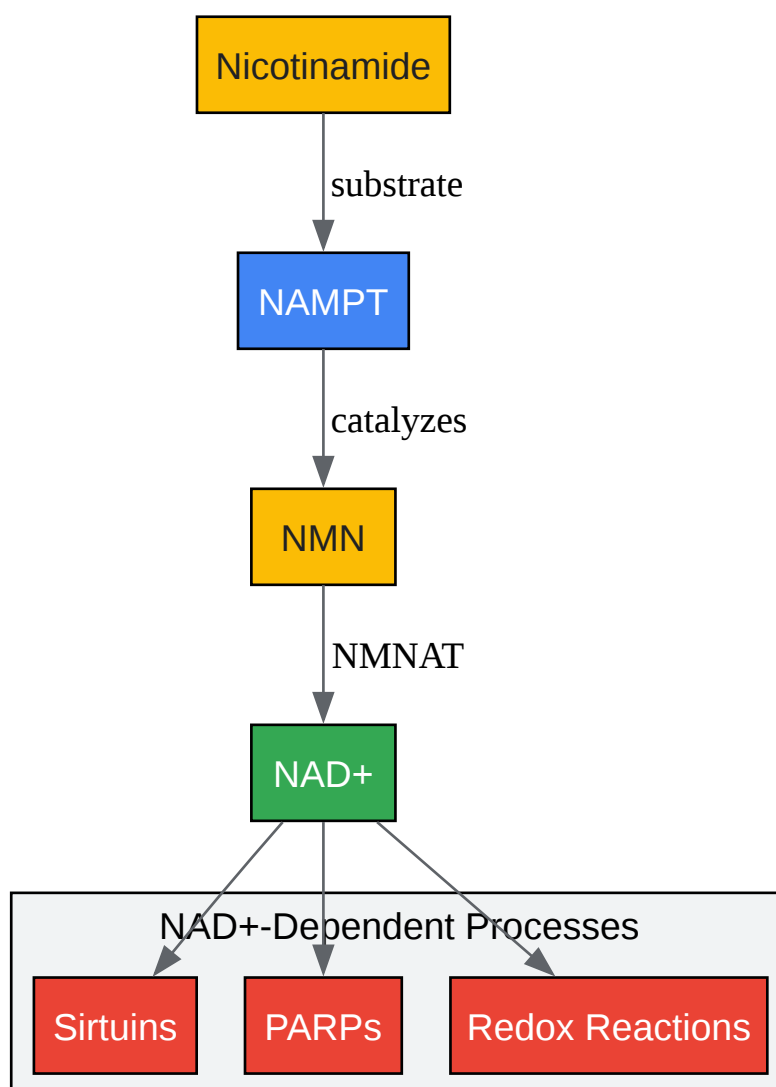 Nicotinamide
substrate
NAMPT
catalyzes
NMN
NMNAT
NAD+
NAD+-Dependent Processes
Sirtuins
PARPs
Redox Reactions